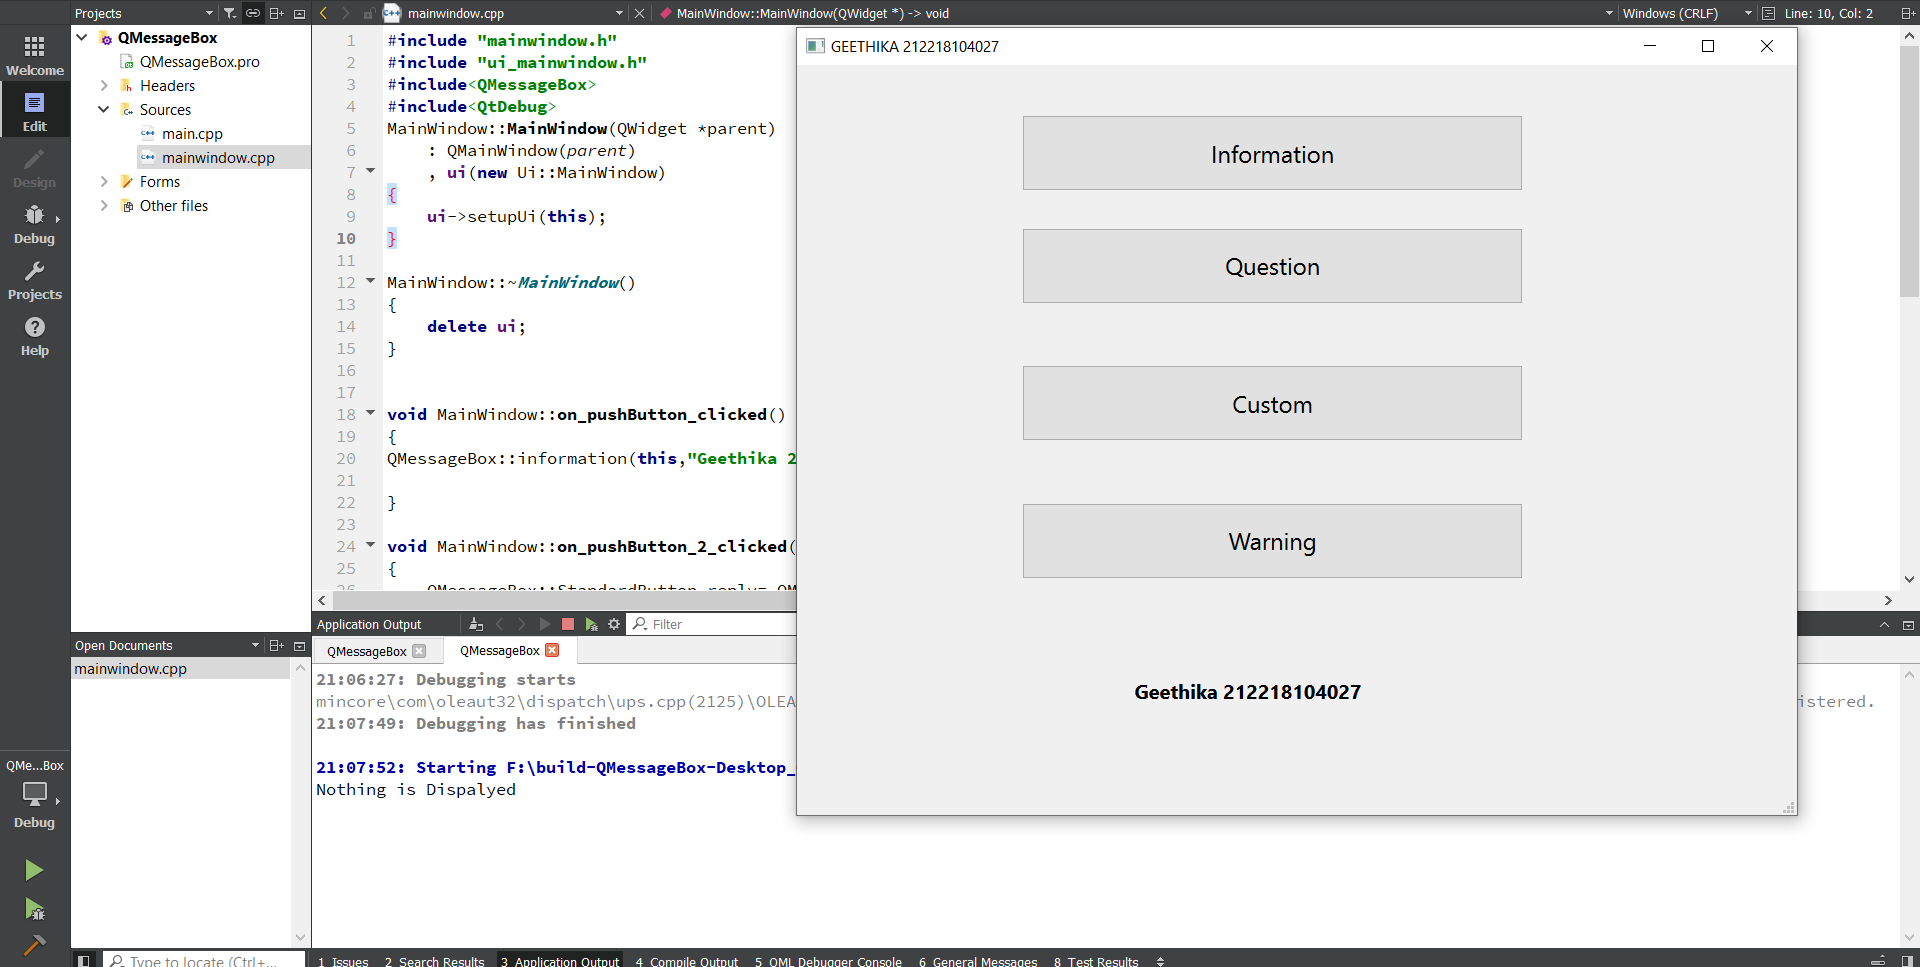 Projects
mainwindow.cpp
MainWindow::MainWindow(QWidget *) -> void
Windows (CRLF)
Line: 10, Col: 2
Welcome
Edit
Design
Debug
Projects
Help
QMessageBox
QMessageBox.pro
Headers
Sources
main.cpp
mainwindow.cpp
Forms
Other files
1 #include "mainwindow.h"
2 #include "ui_mainwindow.h"
3 #include<QMessageBox>
4 #include<QtDebug>
5 MainWindow::MainWindow(QWidget *parent)
6 : QMainWindow(parent)
7 , ui(new Ui::MainWindow)
8 {
9 ui->setupUi(this);
10 }
11
12 MainWindow::~MainWindow()
13 {
14 delete ui;
15 }
16
17
18 void MainWindow::on_pushButton_clicked()
19 {
20 QMessageBox::information(this,"Geethika 2
21
22 }
23
24 void MainWindow::on_pushButton_2_clicked(
25 {
26 QMessageBox::StandardButton reply= QM
GEETHIKA 212218104027
Information
Question
Custom
Warning
Geethika 212218104027
Open Documents
mainwindow.cpp
Application Output
Filter
QMessageBox
QMessageBox
21:06:27: Debugging starts
mincore\com\oleaut32\dispatch\ups.cpp(2125)\OLEA
istered.
21:07:49: Debugging has finished
21:07:52: Starting F:\build-QMessageBox-Desktop_
Nothing is Dispalyed
QMe...Box
Debug
Type to locate (Ctrl+...
1 Issues
2 Search Results
3 Application Output
4 Compile Output
5 QML Debugger Console
6 General Messages
8 Test Results